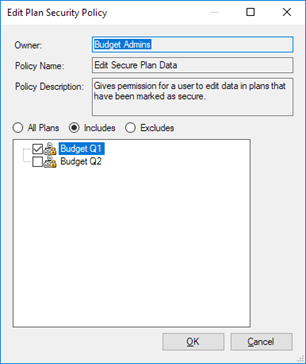 Edit Plan Security Policy
Owner: Budget Admins
Policy Name: Edit Secure Plan Data
Policy Description: Gives permission for a user to edit data in plans that
have been marked as secure.
All Plans Includes Excludes
Budget Q1
Budget Q2
OK Cancel